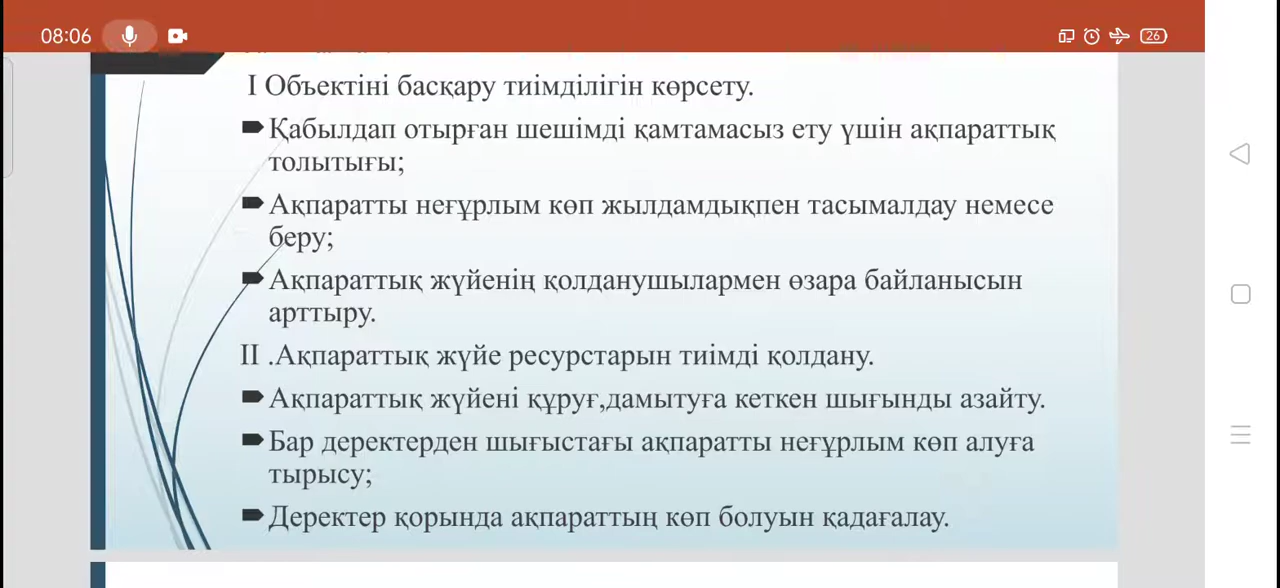 08:06
26
I Объектіні басқару тиімділігін көрсету.
Қабылдап отырған шешімді қамтамасыз ету үшін ақпараттық
толытығы;
Ақпаратты неғұрлым көп жылдамдықпен тасымалдау немесе
беру;
Ақпараттық жүйенің қолданушылармен өзара байланысын
арттыру.
II .Ақпараттық жүйе ресурстарын тиімді қолдану.
Ақпараттық жүйені құруғ,дамытуға кеткен шығынды азайту.
Бар деректерден шығыстағы ақпаратты неғұрлым көп алуға
тырысу;
Деректер қорында ақпараттың көп болуын қадағалау.